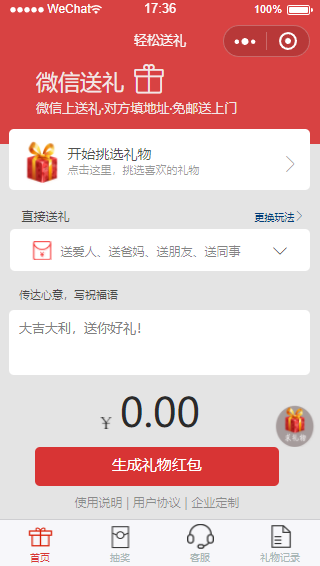 WeChat 17:36 100%
轻松送礼
微信送礼
微信上送礼·对方填地址·免邮送上门
开始挑选礼物
点击这里，挑选喜欢的礼物
直接送礼 更换玩法
送爱人、送爸妈、送朋友、送同事
传达心意，写祝福语
大吉大利，送你好礼!
¥ 0.00
求礼物
生成礼物红包
使用说明 | 用户协议 | 企业定制
首页 抽奖 客服 礼物记录